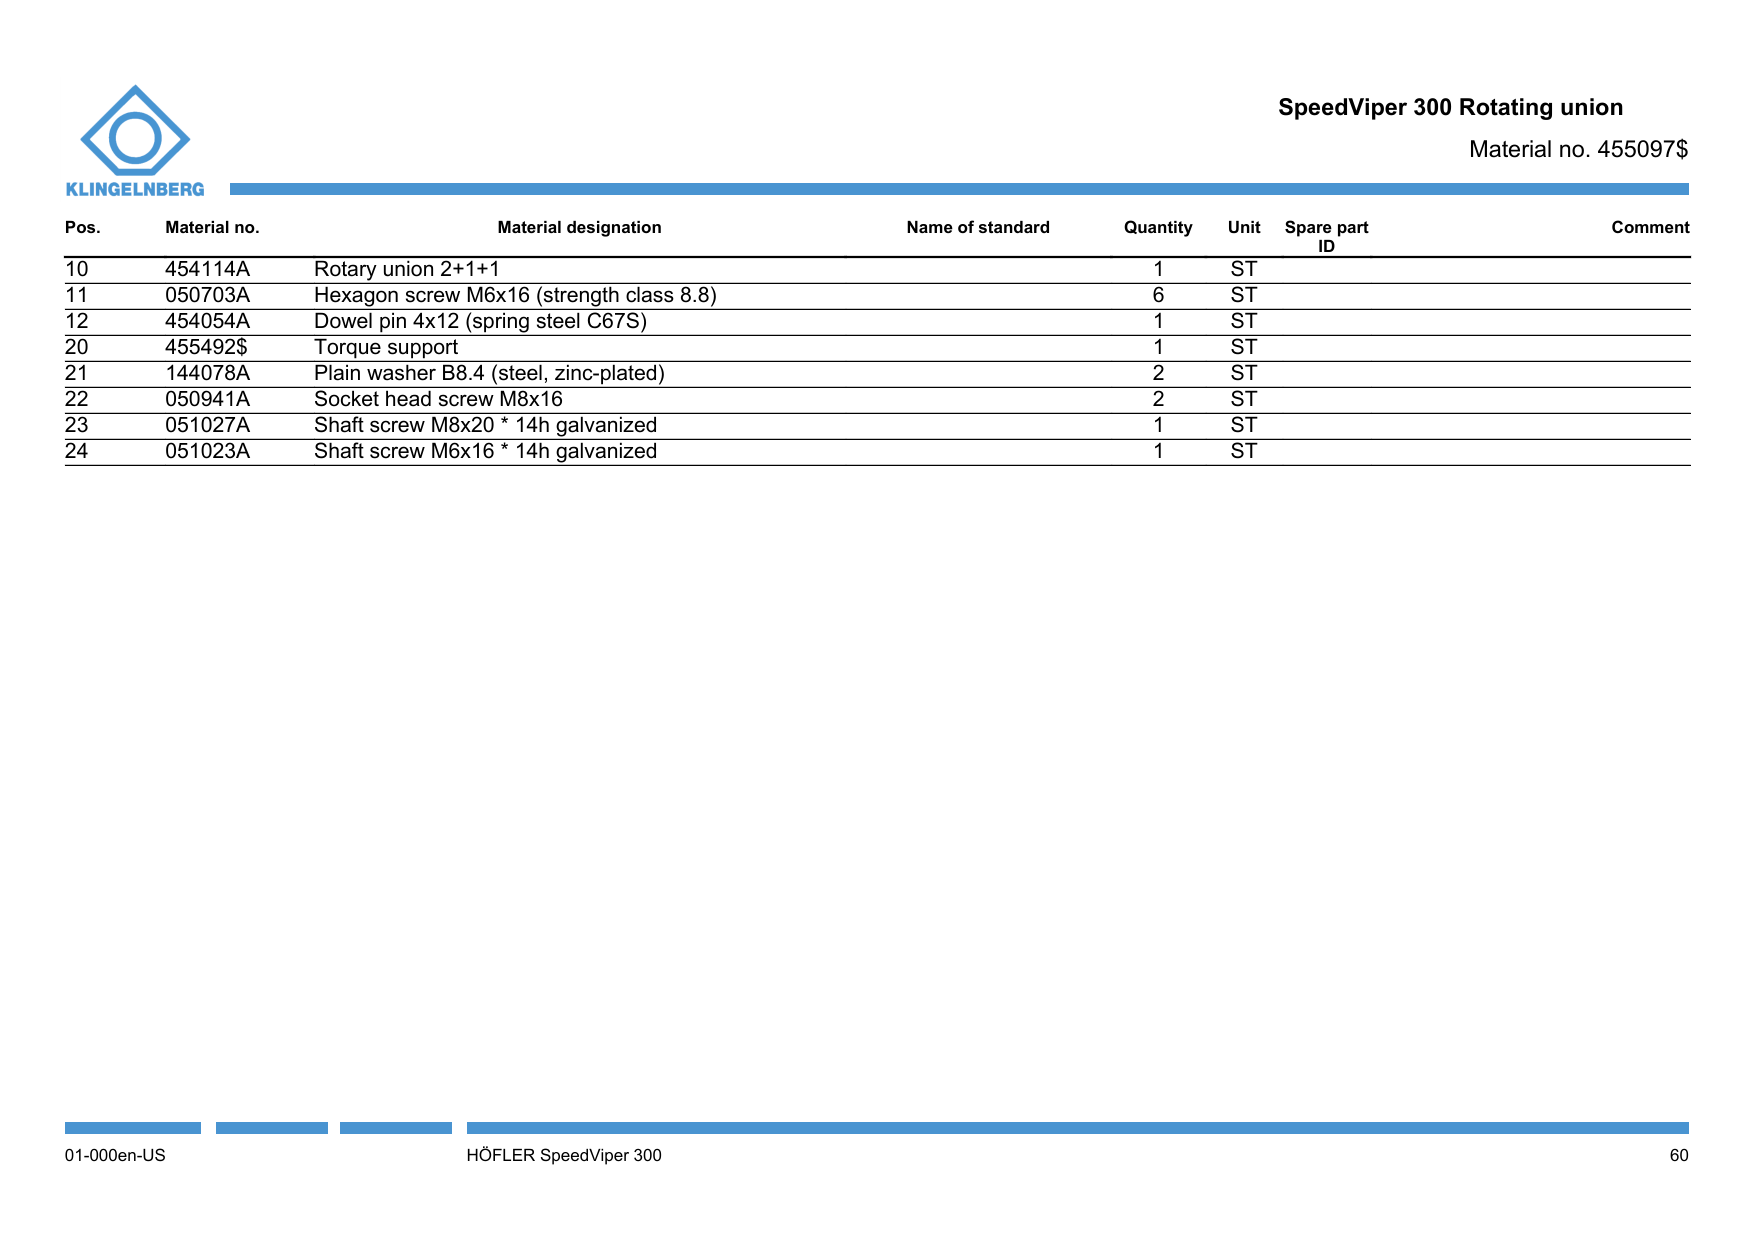 SpeedViper 300 Rotating union
Material no. 455097$
KLINGELNBERG
Pos. Material no. Material designation Name of standard Quantity Unit Spare part ID Comment
10 454114A Rotary union 2+1+1 1 ST
11 050703A Hexagon screw M6x16 (strength class 8.8) 6 ST
12 454054A Dowel pin 4x12 (spring steel C67S) 1 ST
20 455492$ Torque support 1 ST
21 144078A Plain washer B8.4 (steel, zinc-plated) 2 ST
22 050941A Socket head screw M8x16 2 ST
23 051027A Shaft screw M8x20 * 14h galvanized 1 ST
24 051023A Shaft screw M6x16 * 14h galvanized 1 ST
01-000en-US HÖFLER SpeedViper 300 60